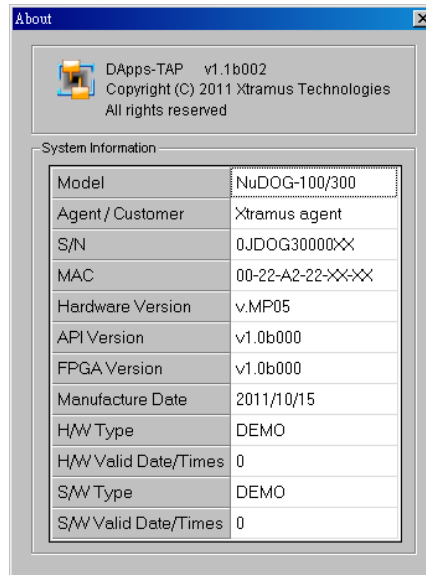 About
DApps-TAP v1.1b002
Copyright (C) 2011 Xtramus Technologies
All rights reserved
System Information
Model NuDOG-100/300
Agent / Customer Xtramus agent
S/N 0JDOG30000XX
MAC 00-22-A2-22-XX-XX
Hardware Version v.MP05
API Version v1.0b000
FPGA Version v1.0b000
Manufacture Date 2011/10/15
H/W Type DEMO
H/W Valid Date/Times 0
S/W Type DEMO
S/W Valid Date/Times 0